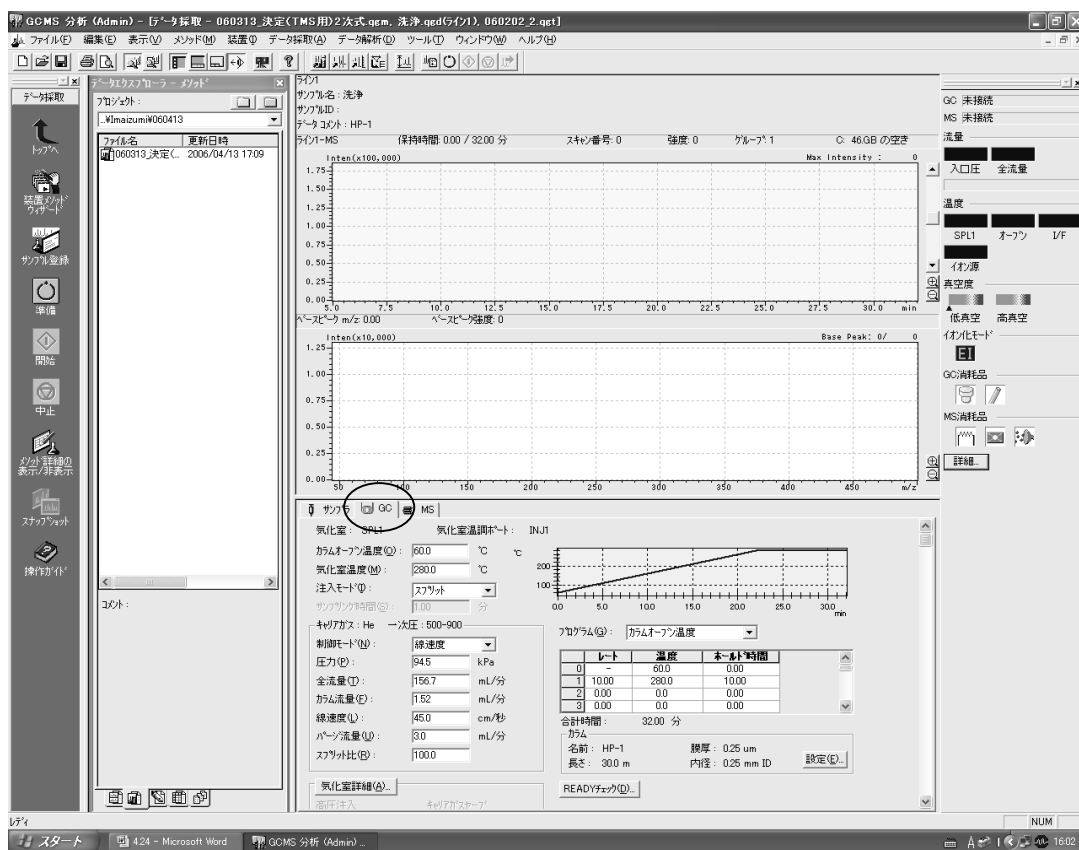 GCMS 分析 (Admin) - [ﾃﾞｰﾀ採取 - 060313_決定(TMS用)2次式.qgm, 洗浄.qgd(ﾗｲﾝ1), 060202_2.qgt]
ファイル(F) 編集(E) 表示(V) メソッド(M) 装置(I) データ採取(A) データ解析(D) ツール(T) ウィンドウ(W) ヘルプ(H)
ﾃﾞｰﾀ採取
ﾄｯﾌﾟへ
装置ﾒｿｯﾄﾞ
ｳｨｻﾞｰﾄﾞ
ｻﾝﾌﾟﾙ登録
準備
開始
中止
ﾒｿｯﾄﾞ詳細の
表示/非表示
ｽﾅｯﾌﾟｼｮｯﾄ
操作ｶﾞｲﾄﾞ
ﾃﾞｰﾀｴｸｽﾌﾟﾛｰﾗ - ﾒｿｯﾄﾞ
ﾌﾟﾛｼﾞｪｸﾄ :
..¥Imaizumi¥060413
ﾌｧｲﾙ名 更新日時
060313_決定(... 2006/04/13 17:09
ｺﾒﾝﾄ :
ﾗｲﾝ1
ｻﾝﾌﾟﾙ名 : 洗浄
ｻﾝﾌﾟﾙID :
ﾃﾞｰﾀ ｺﾒﾝﾄ : HP-1
ﾗｲﾝ1-MS 保持時間: 0.00 / 32.00 分 ｽｷｬﾝ番号: 0 強度: 0 ｸﾞﾙｰﾌﾟ: 1 C: 46.GB の空き
Inten(x100,000) Max Intensity : 0
1.75
1.50
1.25
1.00
0.75
0.50
0.25
0.00
5.0 7.5 10.0 12.5 15.0 17.5 20.0 22.5 25.0 27.5 30.0 min
ﾍﾞｰｽﾋﾟｰｸ m/z: 0.00 ﾍﾞｰｽﾋﾟｰｸ強度: 0
Inten(x10,000) Base Peak: 0/ 0
1.25
1.00
0.75
0.50
0.25
0.00
50 100 150 200 250 300 350 400 450 m/z
ｻﾝﾌﾟﾗ GC MS
気化室 : SPL1 気化室温調ﾎﾟｰﾄ : INJ1
ｶﾗﾑｵｰﾌﾞﾝ温度(O) : 60.0 ℃
気化室温度(M) : 280.0 ℃
注入ﾓｰﾄﾞ(I) : ｽﾌﾟﾘｯﾄ
ｻﾝﾌﾟﾘﾝｸﾞ時間(S) : 1.00 分
ｷｬﾘｱｶﾞｽ : He 一次圧 : 500-900
制御ﾓｰﾄﾞ(N) : 線速度
圧力(P) : 94.5 kPa
全流量(T) : 156.7 mL/分
ｶﾗﾑ流量(F) : 1.52 mL/分
線速度(L) : 45.0 cm/秒
ﾊﾟｰｼﾞ流量(U) : 3.0 mL/分
ｽﾌﾟﾘｯﾄ比(R) : 100.0
気化室詳細(A)...
高圧注入 ｷｬﾘｱｶﾞｽｾｰﾌﾞ
℃
200
100
0.0 5.0 10.0 15.0 20.0 25.0 30.0
min
ﾌﾟﾛｸﾞﾗﾑ(G) : ｶﾗﾑｵｰﾌﾞﾝ温度
レート 温度 ホールド時間
0 - 60.0 0.00
1 10.00 280.0 10.00
2 0.00 0.0 0.00
3 0.00 0.0 0.00
合計時間 : 32.00 分
ｶﾗﾑ
名前 : HP-1 膜厚 : 0.25 um
長さ : 30.0 m 内径 : 0.25 mm ID
設定(E)...
READYﾁｪｯｸ(D)...
GC 未接続
MS 未接続
流量
入口圧 全流量
温度
SPL1 ｵｰﾌﾞﾝ I/F
ｲｵﾝ源
真空度
低真空 高真空
ｲｵﾝ化ﾓｰﾄﾞ
EI
GC消耗品
MS消耗品
詳細...
ﾚﾃﾞｨ NUM
スタート 4.24 - Microsoft Word GCMS 分析 (Admin) ... A 16:02